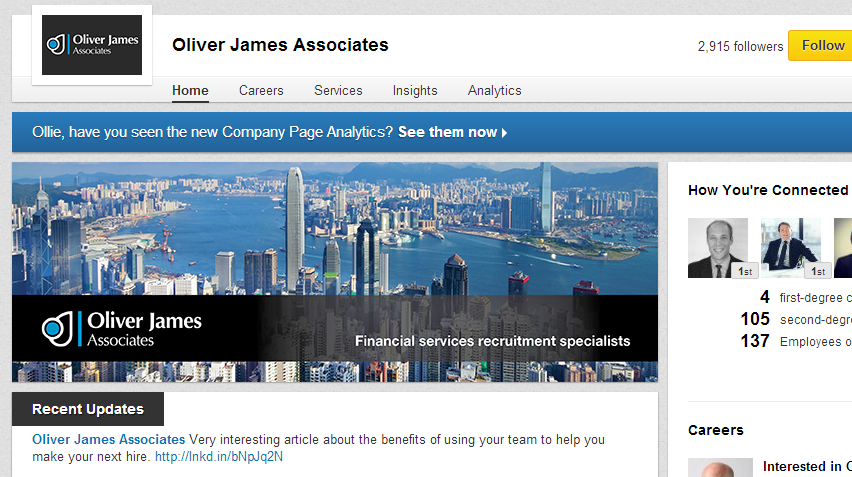 Oliver James
Associates
Oliver James Associates
2,915 followers
Follow
Home
Careers
Services
Insights
Analytics
Ollie, have you seen the new Company Page Analytics? See them now
Oliver James
Associates
Financial services recruitment specialists
Recent Updates
Oliver James Associates Very interesting article about the benefits of using your team to help you
make your next hire. http://lnkd.in/bNpJq2N
How You're Connected
1st
1st
4 first-degree c
105 second-degre
137 Employees o
Careers
Interested in